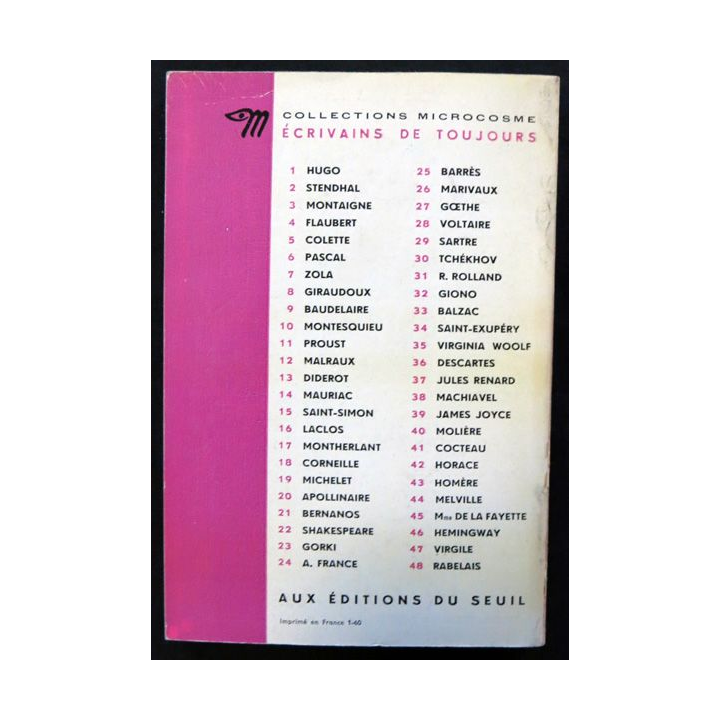 m
COLLECTIONS MICROCOSME
ÉCRIVAINS DE TOUJOURS
1 HUGO
2 STENDHAL
3 MONTAIGNE
4 FLAUBERT
5 COLETTE
6 PASCAL
7 ZOLA
8 GIRAUDOUX
9 BAUDELAIRE
10 MONTESQUIEU
11 PROUST
12 MALRAUX
13 DIDEROT
14 MAURIAC
15 SAINT-SIMON
16 LACLOS
17 MONTHERLANT
18 CORNEILLE
19 MICHELET
20 APOLLINAIRE
21 BERNANOS
22 SHAKESPEARE
23 GORKI
24 A. FRANCE
25 BARRÈS
26 MARIVAUX
27 GŒTHE
28 VOLTAIRE
29 SARTRE
30 TCHÉKHOV
31 R. ROLLAND
32 GIONO
33 BALZAC
34 SAINT-EXUPÉRY
35 VIRGINIA WOOLF
36 DESCARTES
37 JULES RENARD
38 MACHIAVEL
39 JAMES JOYCE
40 MOLIÈRE
41 COCTEAU
42 HORACE
43 HOMÈRE
44 MELVILLE
45 Mme DE LA FAYETTE
46 HEMINGWAY
47 VIRGILE
48 RABELAIS
AUX ÉDITIONS DU SEUIL
Imprimé en France 1-60